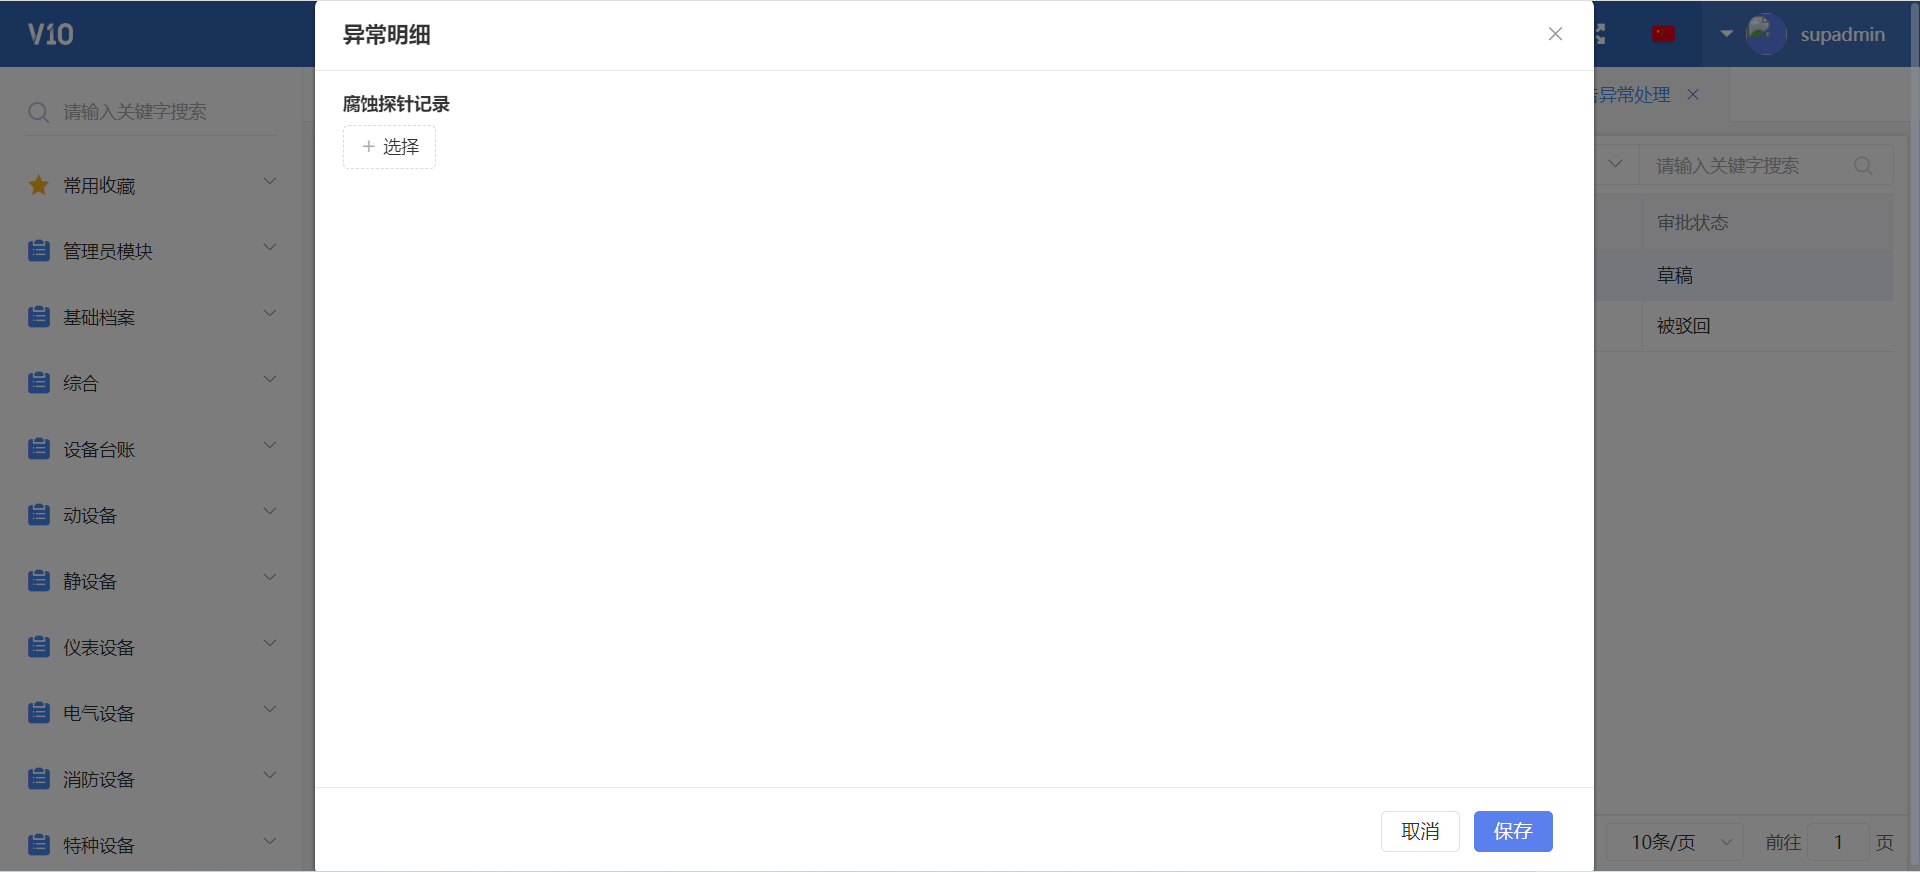 V10
异常明细
supadmin
请输入关键字搜索
异常处理
腐蚀探针记录
+ 选择
请输入关键字搜索
常用收藏
审批状态
管理员模块
草稿
基础档案
被驳回
综合
设备台账
动设备
静设备
仪表设备
电气设备
消防设备
特种设备
取消
保存
10条/页
前往 1 页